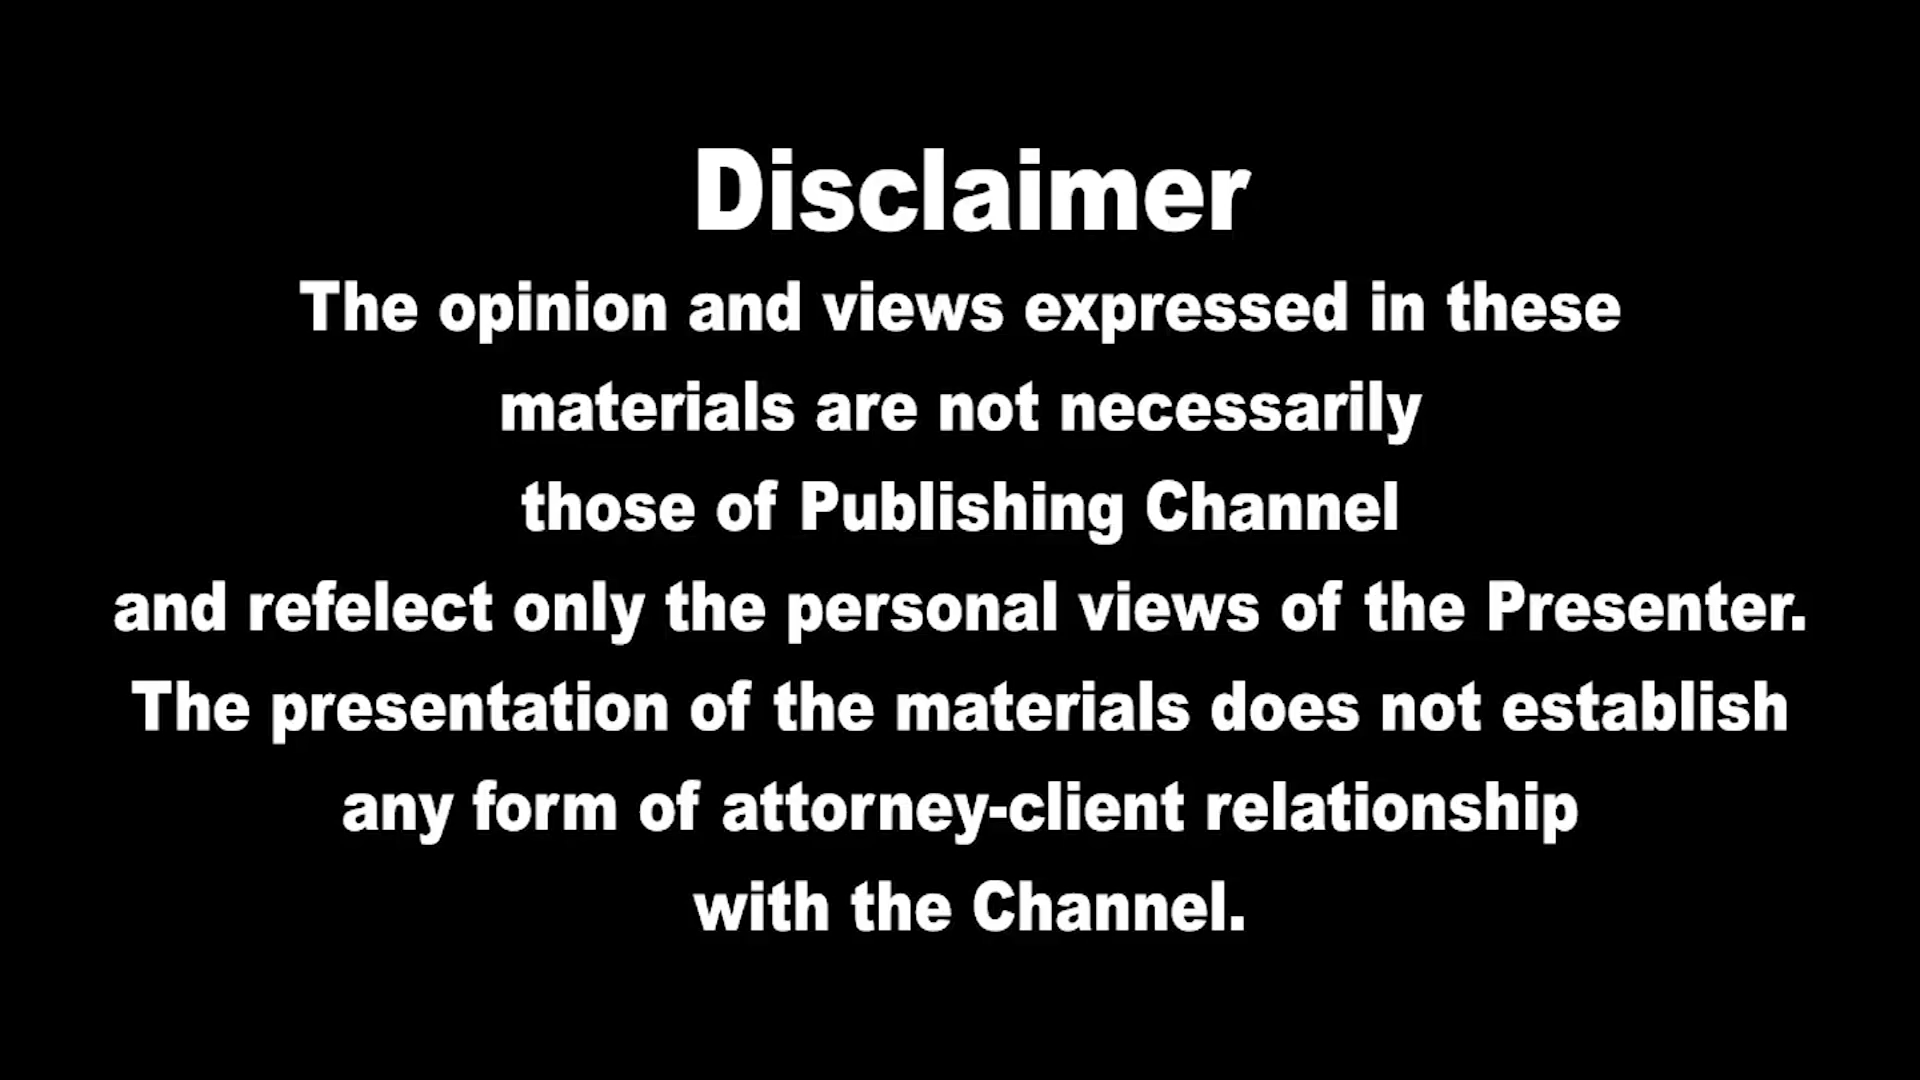 Disclaimer
The opinion and views expressed in these
materials are not necessarily
those of Publishing Channel
and refelect only the personal views of the Presenter.
The presentation of the materials does not establish
any form of attorney-client relationship
with the Channel.